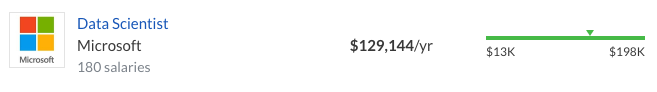 Data Scientist
Microsoft
Microsoft
$129,144/yr
180 salaries
$13K
$198K